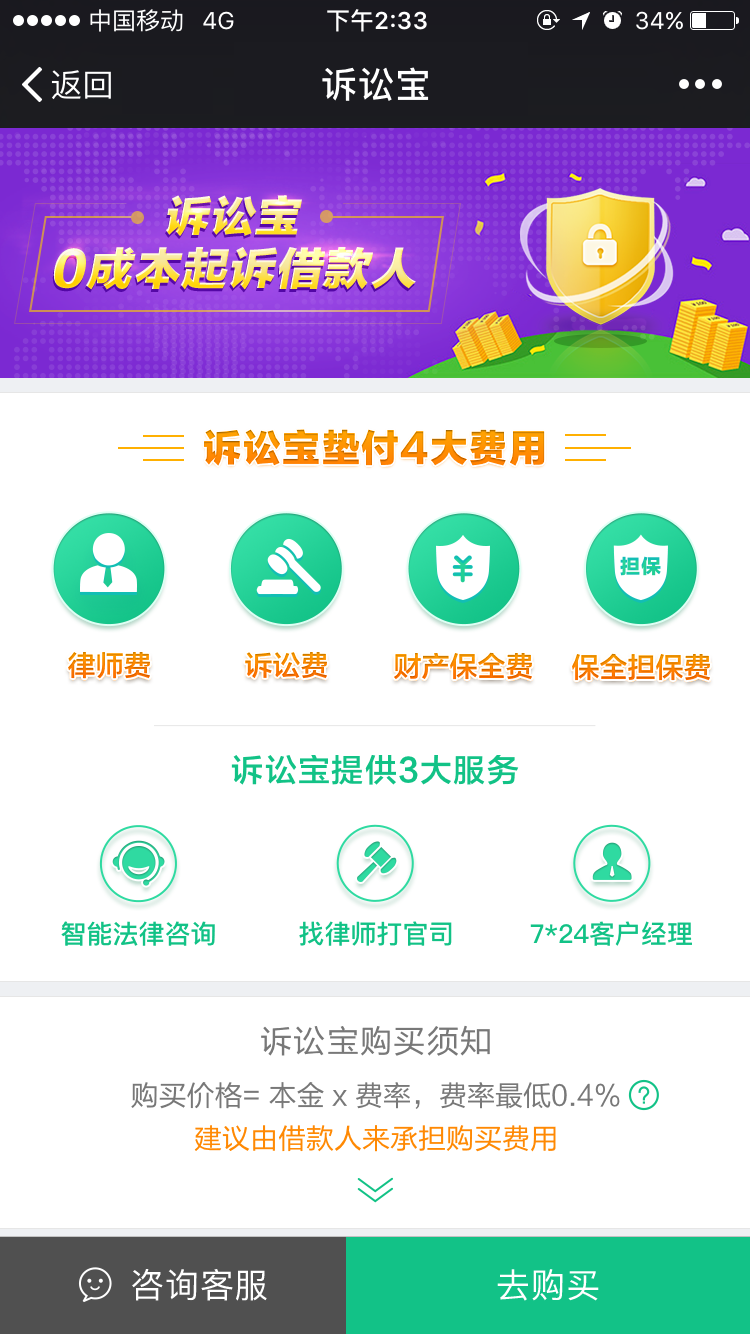 中国移动 4G 下午2:33 34%
返回 诉讼宝
诉讼宝
0成本起诉借款人
诉讼宝垫付4大费用
担保
律师费 诉讼费 财产保全费 保全担保费
诉讼宝提供3大服务
智能法律咨询 找律师打官司 7*24客户经理
诉讼宝购买须知
购买价格= 本金 x 费率，费率最低0.4% ?
建议由借款人来承担购买费用
咨询客服 去购买